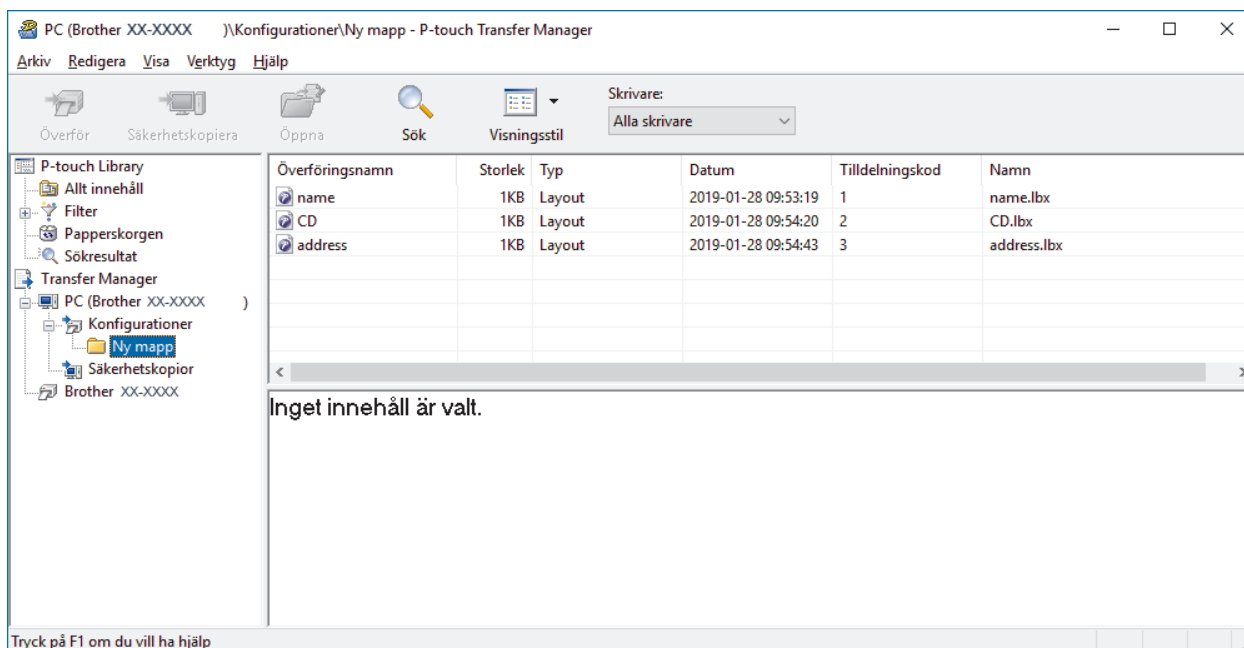 PC (Brother XX-XXXX )\Konfigurationer\Ny mapp - P-touch Transfer Manager
Arkiv Redigera Visa Verktyg Hjälp
Överför Säkerhetskopiera Öppna Sök Visningsstil Skrivare: Alla skrivare
P-touch Library
Allt innehåll
Filter
Papperskorgen
Sökresultat
Transfer Manager
PC (Brother XX-XXXX )
Konfigurationer
Ny mapp
Säkerhetskopior
Brother XX-XXXX
Överföringsnamn Storlek Typ Datum Tilldelningskod Namn
name 1KB Layout 2019-01-28 09:53:19 1 name.lbx
CD 1KB Layout 2019-01-28 09:54:20 2 CD.lbx
address 1KB Layout 2019-01-28 09:54:43 3 address.lbx
Inget innehåll är valt.
Tryck på F1 om du vill ha hjälp